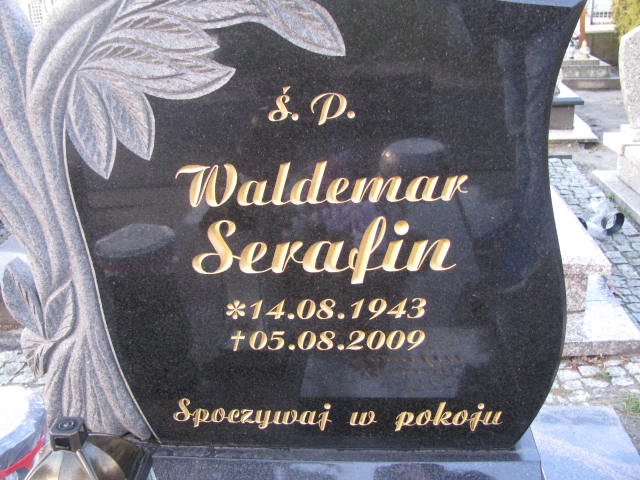 ś. P.
Waldemar
Serafin
*14.08.1943
†05.08.2009
Spoczywaj w pokoju